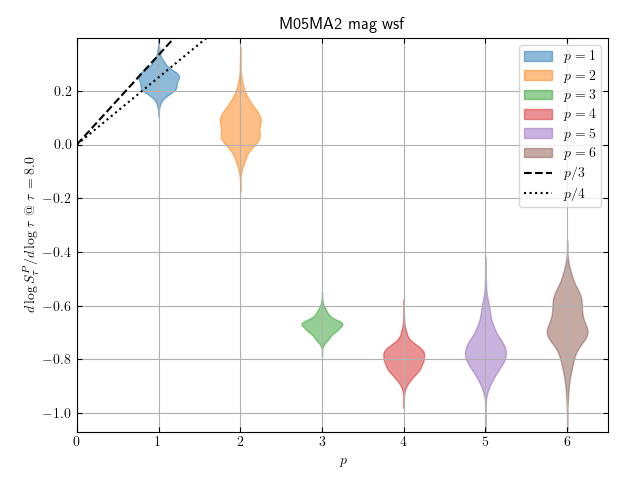 M05MA2 mag wsf
d log S_τ^P / d log τ @ τ = 8.0
0.2
0.0
−0.2
−0.4
−0.6
−0.8
−1.0
0 1 2 3 4 5 6
p
p = 1
p = 2
p = 3
p = 4
p = 5
p = 6
p/3
p/4